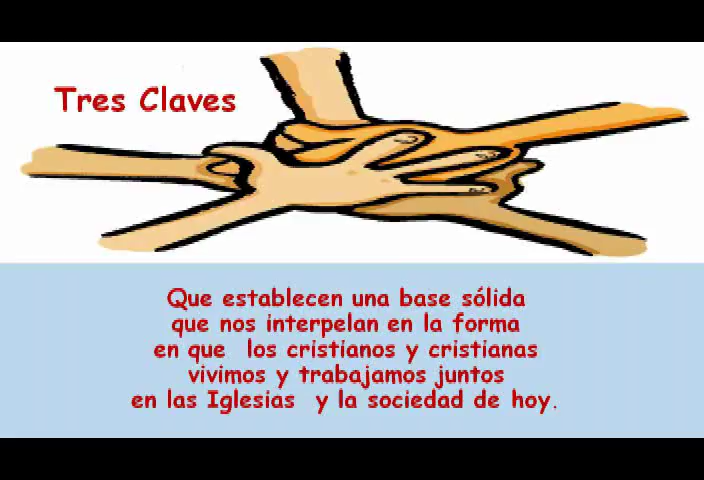 Tres Claves
Que establecen una base sólida
que nos interpelan en la forma
en que los cristianos y cristianas
vivimos y trabajamos juntos
en las Iglesias y la sociedad de hoy.